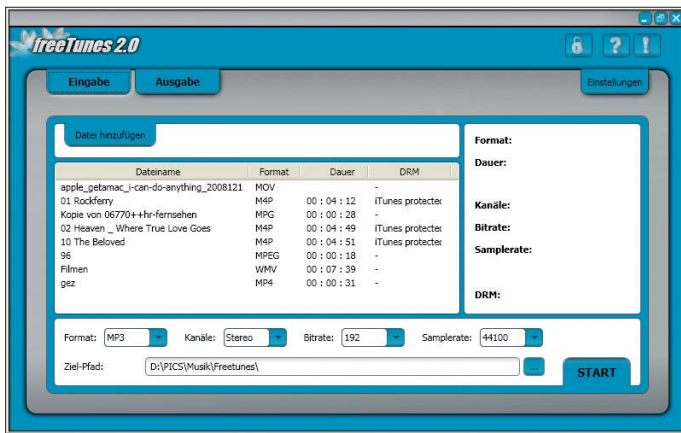 freeTunes 2.0
? !
Eingabe Ausgabe Einstellungen
Datei hinzufügen
Dateiname Format Dauer DRM
apple_getamac_i-can-do-anything_2008121 MOV -
01 Rockferry M4P 00 : 04 : 12 iTunes protectec
Kopie von 06770++hr-fernsehen MPG 00 : 00 : 28 -
02 Heaven _ Where True Love Goes M4P 00 : 04 : 49 iTunes protectec
10 The Beloved M4P 00 : 04 : 51 iTunes protectec
96 MPEG 00 : 00 : 18 -
Filmen WMV 00 : 07 : 39 -
gez MP4 00 : 00 : 31 -
Format:
Dauer:
Kanäle:
Bitrate:
Samplerate:
DRM:
Format: MP3 Kanäle: Stereo Bitrate: 192 Samplerate: 44100
Ziel-Pfad: D:\PICS\Musik\Freetunes\ ...
START